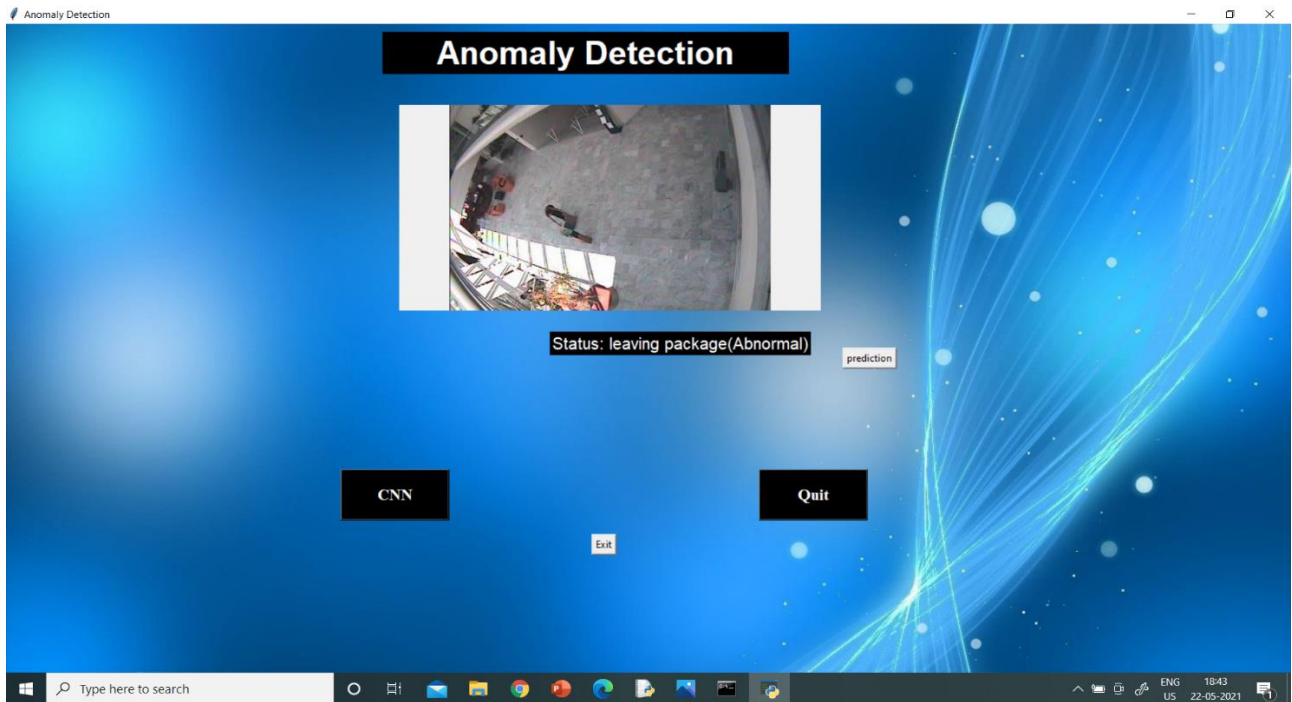 Anomaly Detection
Anomaly Detection
Status: leaving package(Abnormal)
prediction
CNN
Quit
Exit
Type here to search
ENG
US
18:43
22-05-2021
1